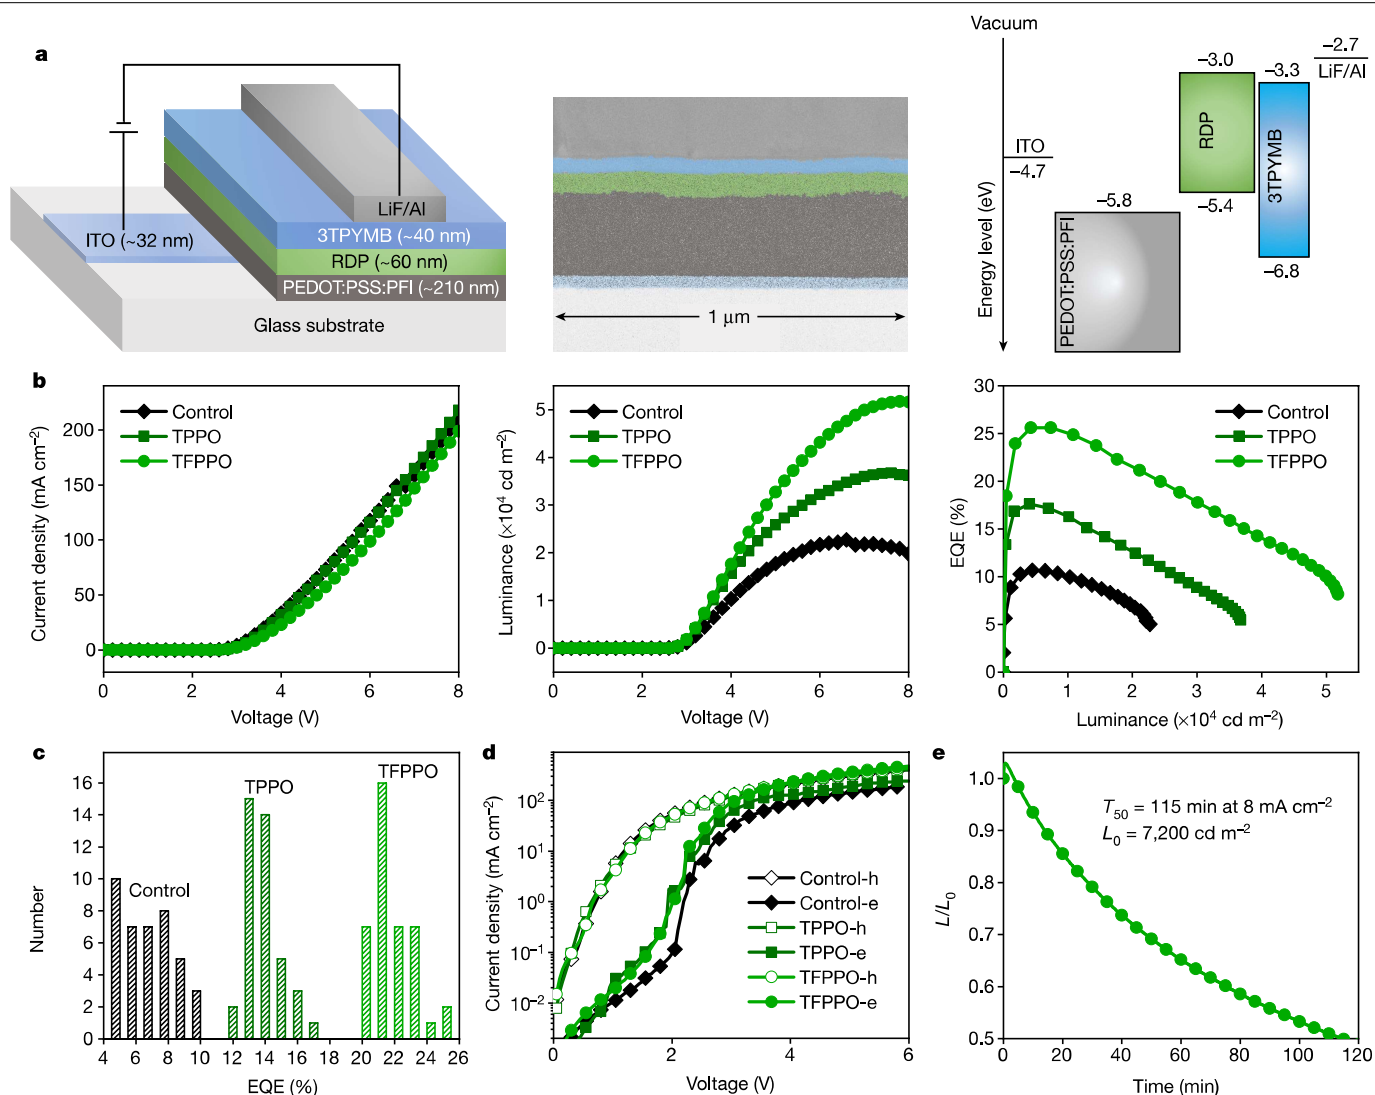 a
ITO (~32 nm)
LiF/Al
3TPYMB (~40 nm)
RDP (~60 nm)
PEDOT:PSS:PFI (~210 nm)
Glass substrate
1 μm
Vacuum
Energy level (eV)
ITO
–4.7
–5.8
PEDOT:PSS:PFI
–3.0
RDP
–5.4
–3.3
3TPYMB
–6.8
–2.7
LiF/Al
b
Current density (mA cm–2)
200
150
100
50
0
Control
TPPO
TFPPO
0 2 4 6 8
Voltage (V)
Luminance (×10⁴ cd m–2)
5
4
3
2
1
0
Control
TPPO
TFPPO
0 2 4 6 8
Voltage (V)
EQE (%)
30
25
20
15
10
5
0
Control
TPPO
TFPPO
0 1 2 3 4 5
Luminance (×10⁴ cd m–2)
c
Number
16
14
12
10
8
6
4
2
0
Control
TPPO
TFPPO
4 6 8 10 12 14 16 18 20 22 24 26
EQE (%)
d
Current density (mA cm–2)
10²
10¹
10⁰
10–1
10–2
Control-h
Control-e
TPPO-h
TPPO-e
TFPPO-h
TFPPO-e
0 2 4 6
Voltage (V)
e
L/L0
1.0
0.9
0.8
0.7
0.6
0.5
T50 = 115 min at 8 mA cm–2
L0 = 7,200 cd m–2
0 20 40 60 80 100 120
Time (min)